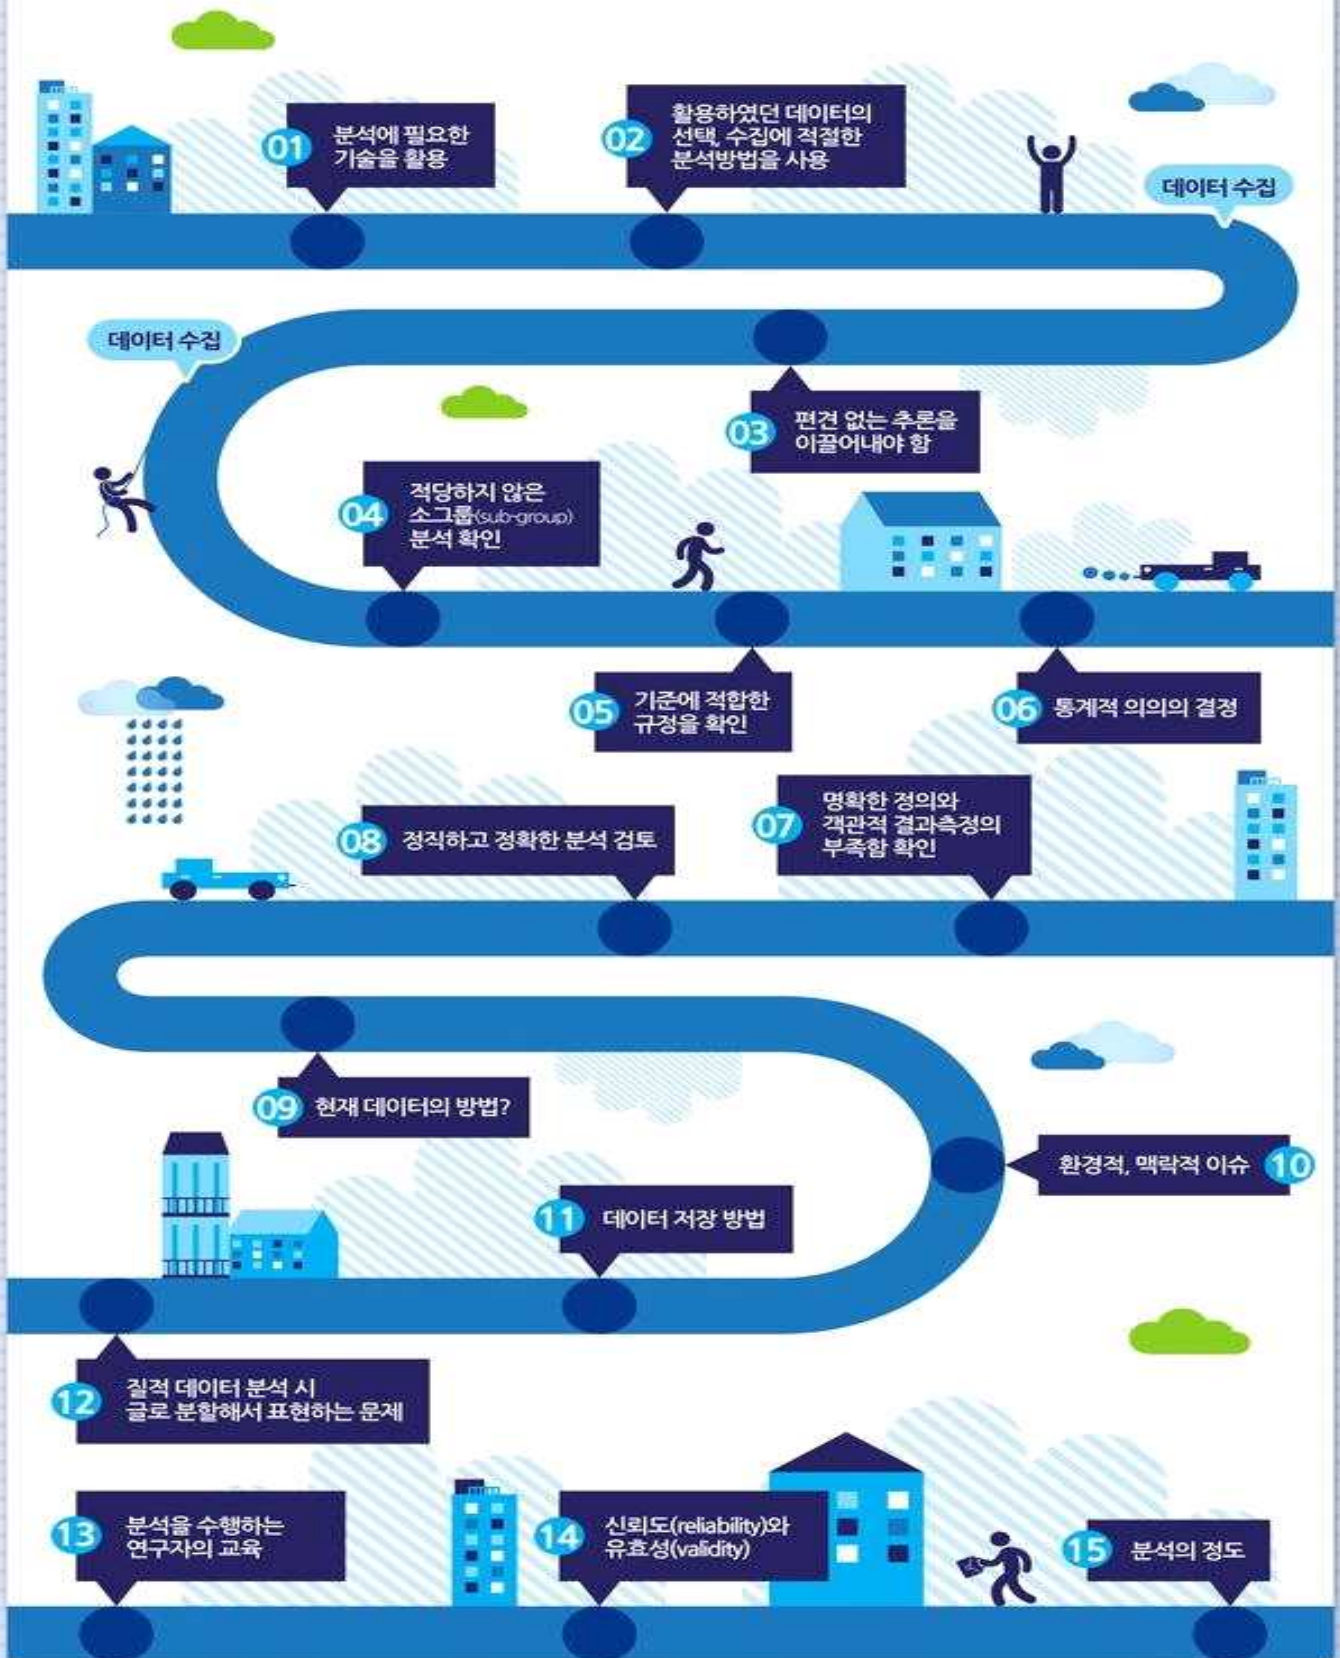 01 분석에 필요한
기술을 활용
02 활용하였던 데이터의
선택, 수집에 적절한
분석방법을 사용
데이터 수집
데이터 수집
03 편견 없는 추론을
이끌어내야 함
04 적당하지 않은
소그룹(sub-group)
분석 확인
05 기준에 적합한
규정을 확인
06 통계적 의의의 결정
07 명확한 정의와
객관적 결과측정의
부족함 확인
08 정직하고 정확한 분석 검토
09 현재 데이터의 방법?
환경적, 맥락적 이슈 10
11 데이터 저장 방법
12 질적 데이터 분석 시
글로 분할해서 표현하는 문제
13 분석을 수행하는
연구자의 교육
14 신뢰도(reliability)와
유효성(validity)
15 분석의 정도